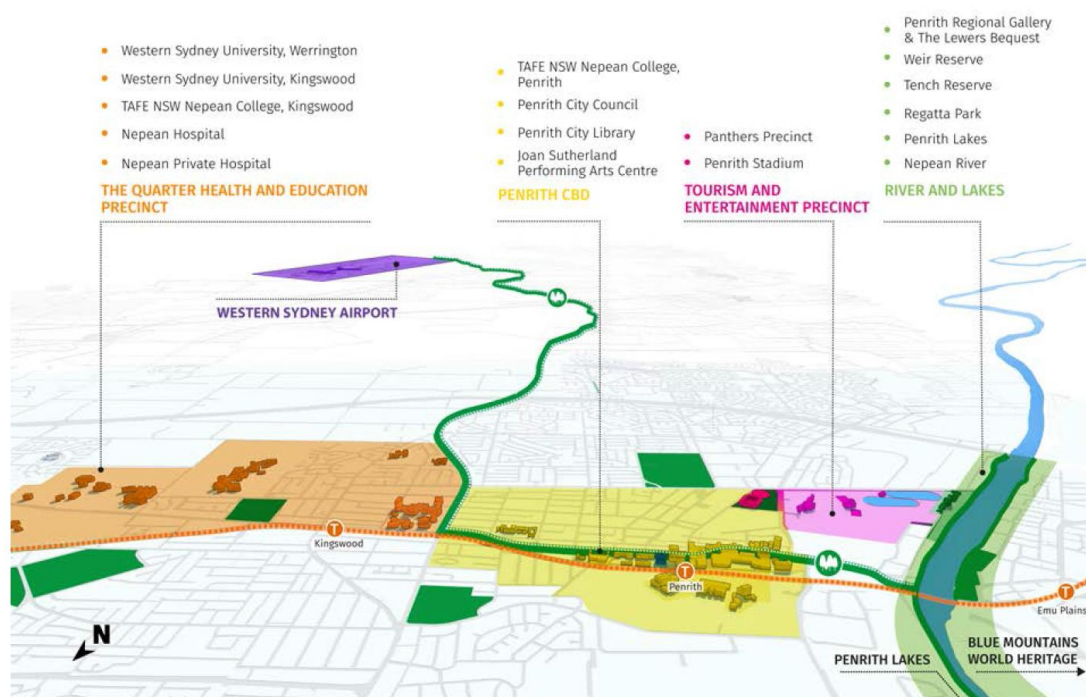 Western Sydney University, Werrington
Western Sydney University, Kingswood
TAFE NSW Nepean College, Kingswood
Nepean Hospital
Nepean Private Hospital
THE QUARTER HEALTH AND EDUCATION
PRECINCT
TAFE NSW Nepean College,
Penrith
Penrith City Council
Penrith City Library
Joan Sutherland
Performing Arts Centre
PENRITH CBD
Panthers Precinct
Penrith Stadium
TOURISM AND
ENTERTAINMENT PRECINCT
Penrith Regional Gallery
& The Lewers Bequest
Weir Reserve
Tench Reserve
Regatta Park
Penrith Lakes
Nepean River
RIVER AND LAKES
WESTERN SYDNEY AIRPORT
T
Kingswood
T
Penrith
T
Emu Plains
N
PENRITH LAKES
BLUE MOUNTAINS
WORLD HERITAGE